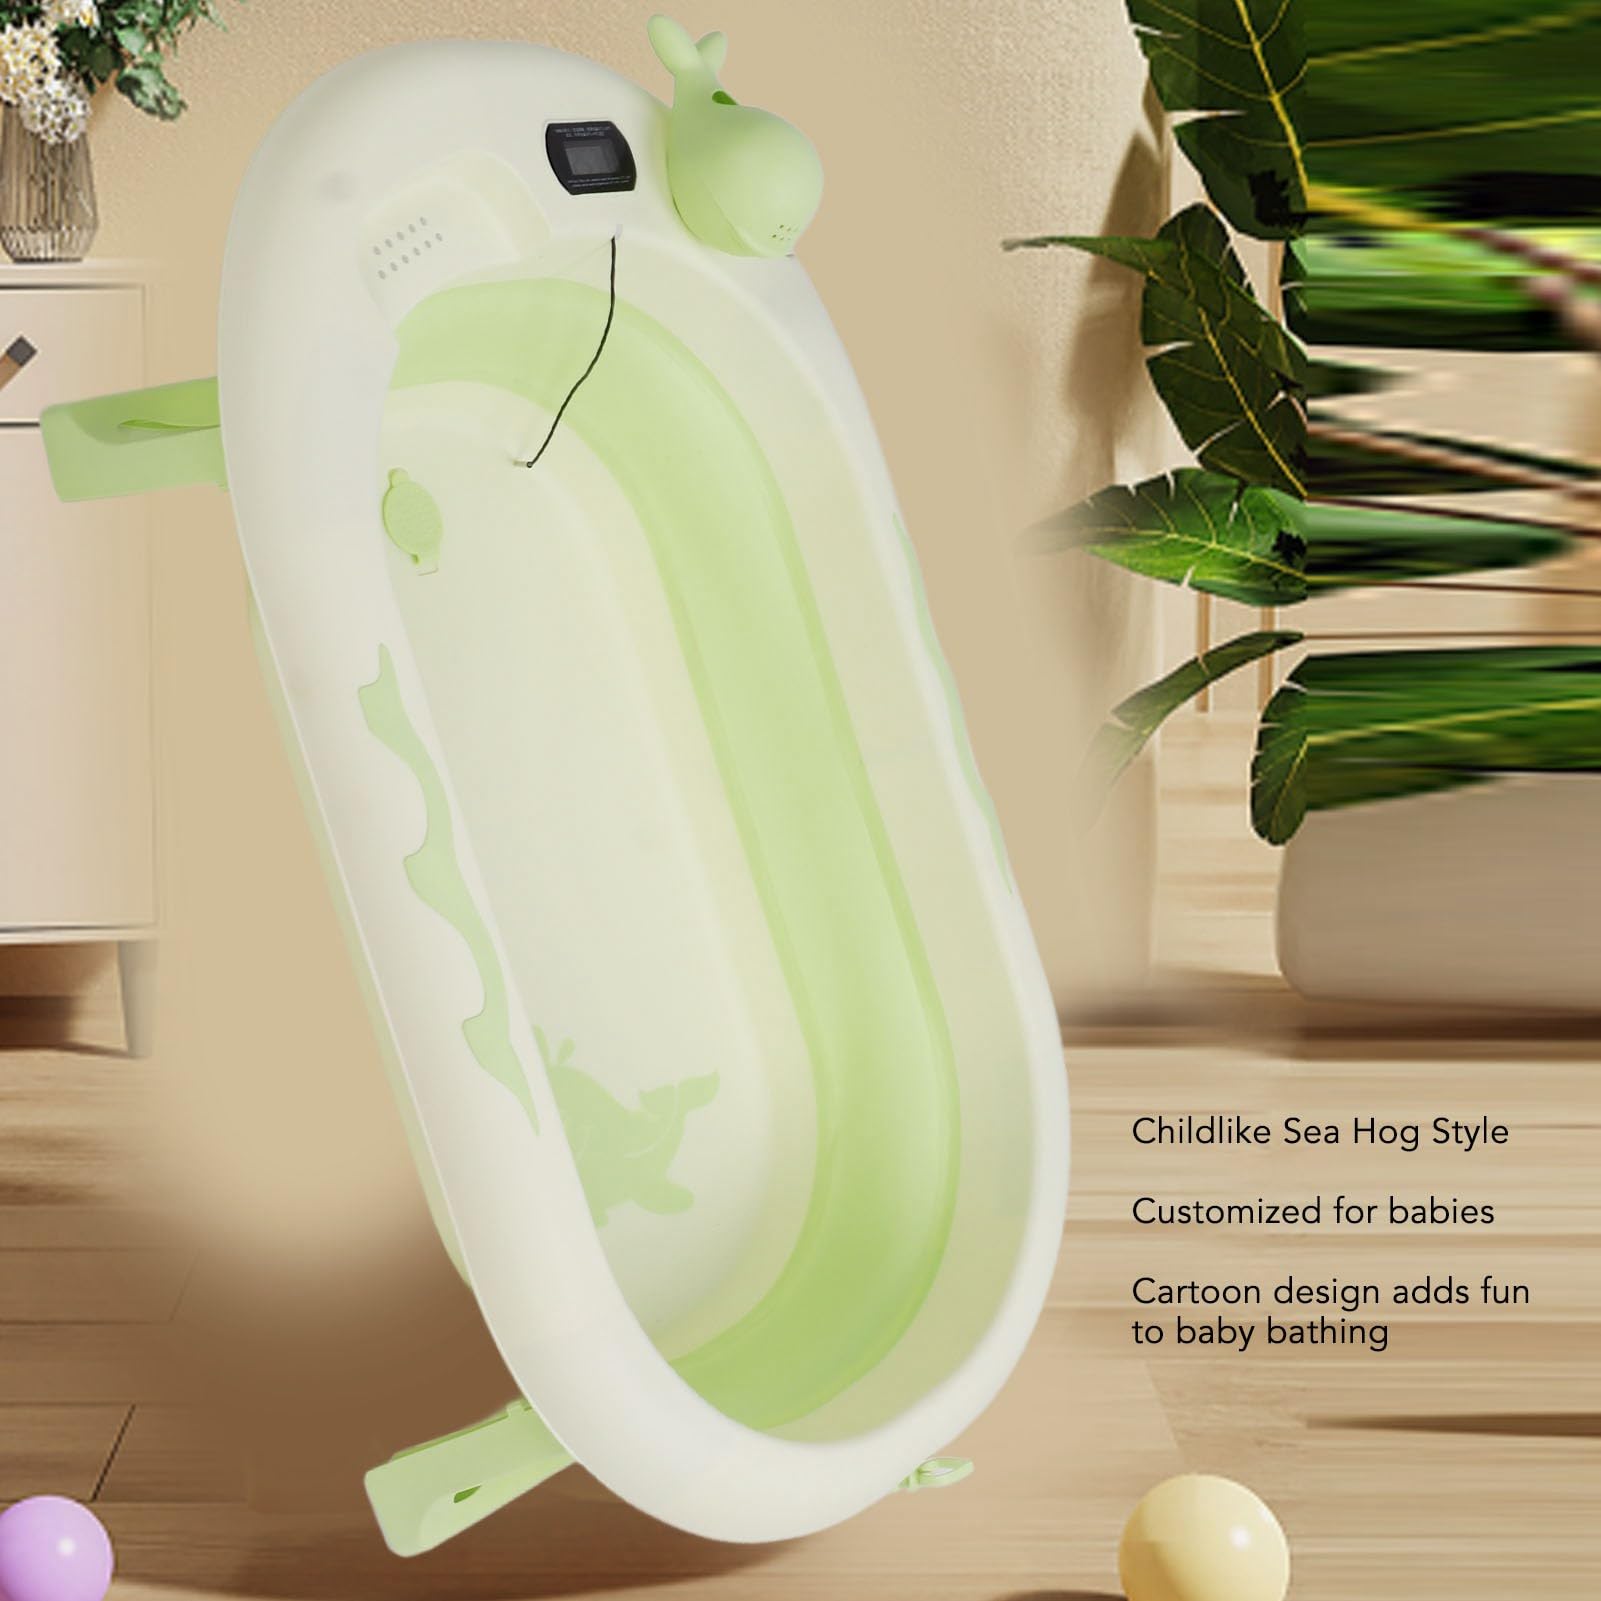 Childlike Sea Hog Style
Customized for babies
Cartoon design adds fun
to baby bathing